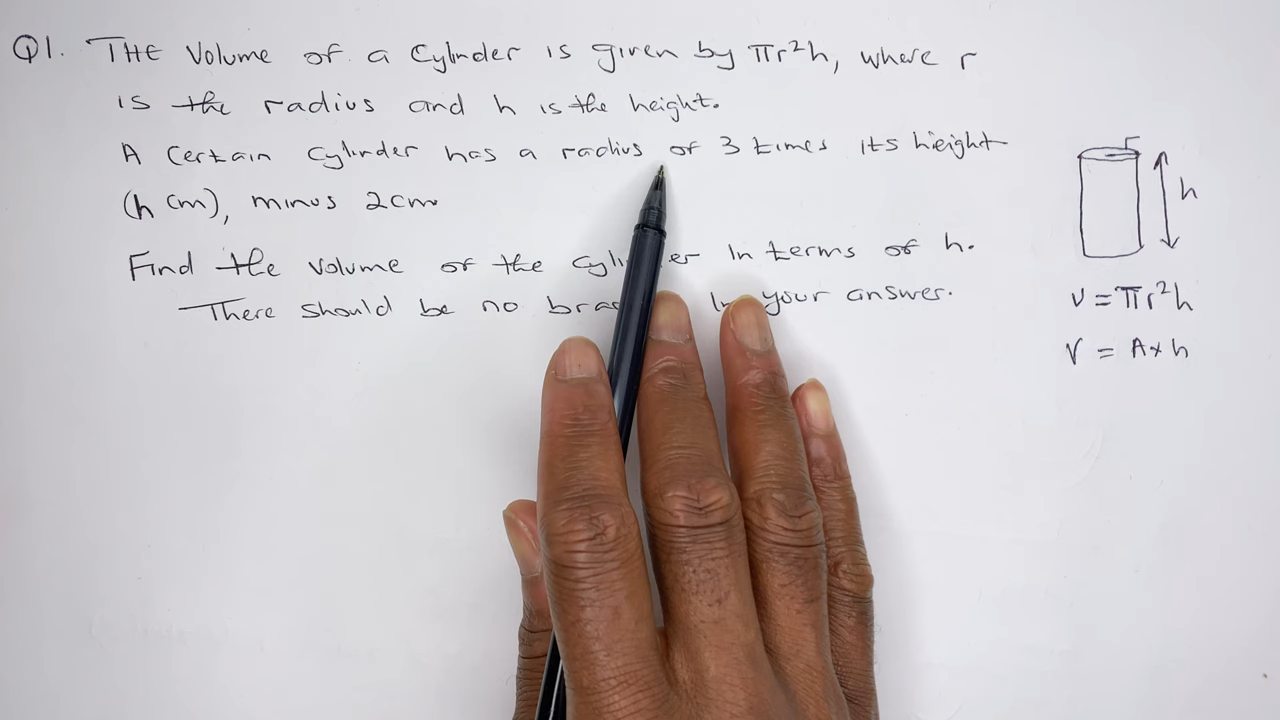 Q1. THE Volume of a Cylinder is given by πr²h, where r
is the radius and h is the height.
A Certain Cylinder has a radius of 3 times its height
(h cm), minus 2cm
Find the volume of the in terms of h.
There should be no In your answer.
r
h
V = πr²h
V = A × h